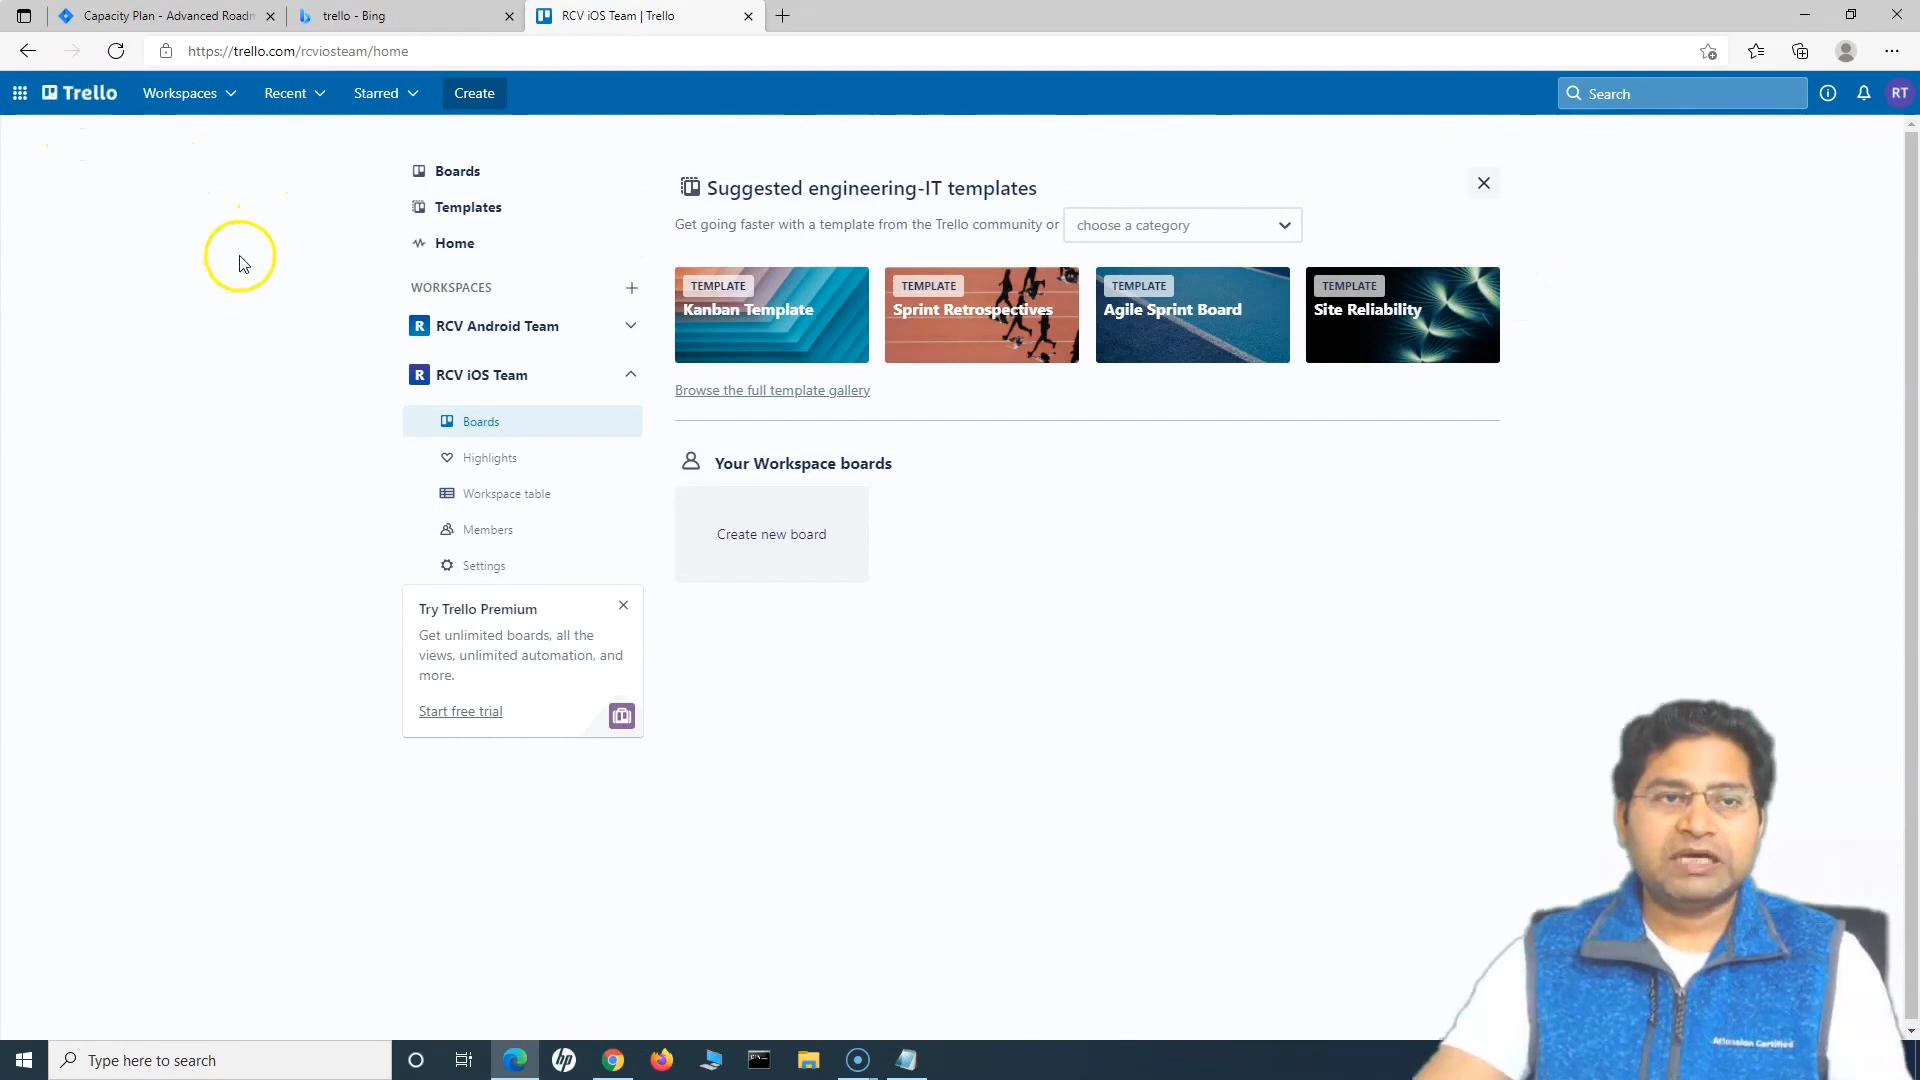 Capacity Plan - Advanced Roadm
trello - Bing
RCV iOS Team | Trello
https://trello.com/rcviosteam/home
Trello
Workspaces
Recent
Starred
Create
Search
RT
Boards
Templates
Home
WORKSPACES
R RCV Android Team
R RCV iOS Team
Boards
Highlights
Workspace table
Members
Settings
Try Trello Premium
Get unlimited boards, all the
views, unlimited automation, and
more.
Start free trial
Suggested engineering-IT templates
Get going faster with a template from the Trello community or
choose a category
TEMPLATE
Kanban Template
TEMPLATE
Sprint Retrospectives
TEMPLATE
Agile Sprint Board
TEMPLATE
Site Reliability
Browse the full template gallery
Your Workspace boards
Create new board
Atlassian Certified
Type here to search
hp